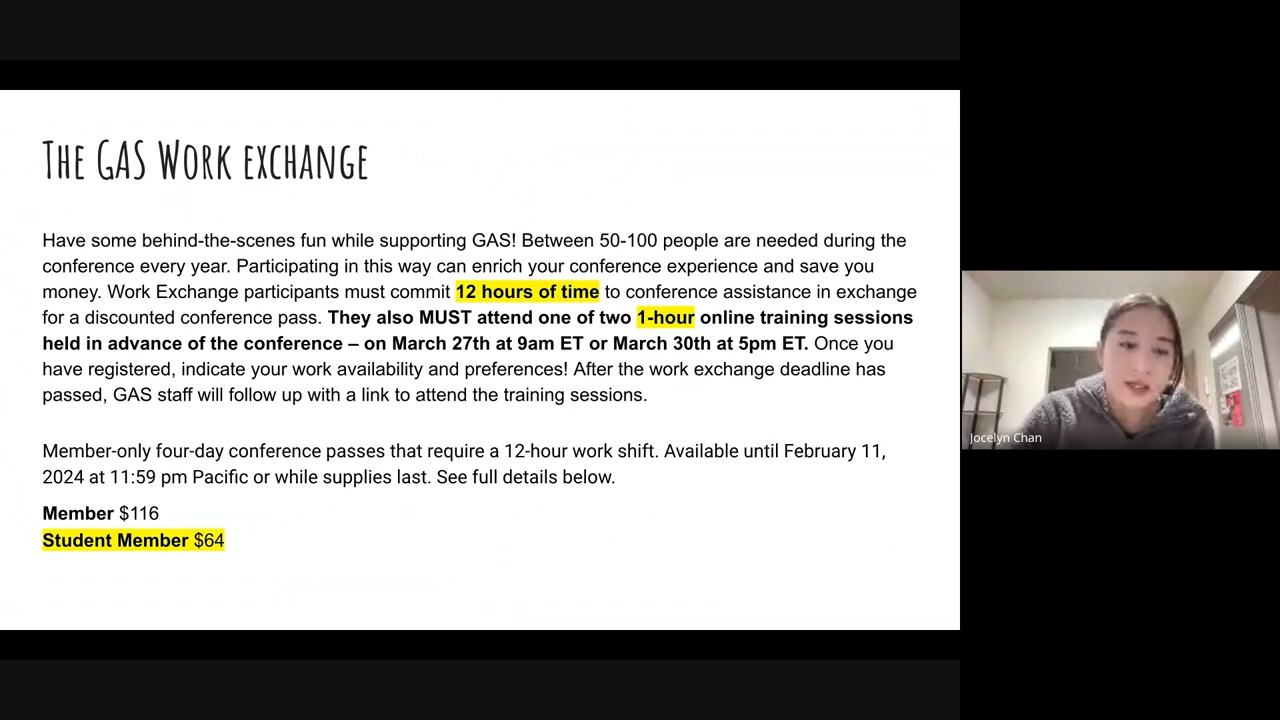 The GAS Work exchange
Have some behind-the-scenes fun while supporting GAS! Between 50-100 people are needed during the
conference every year. Participating in this way can enrich your conference experience and save you
money. Work Exchange participants must commit 12 hours of time to conference assistance in exchange
for a discounted conference pass. They also MUST attend one of two 1-hour online training sessions
held in advance of the conference – on March 27th at 9am ET or March 30th at 5pm ET. Once you
have registered, indicate your work availability and preferences! After the work exchange deadline has
passed, GAS staff will follow up with a link to attend the training sessions.
Member-only four-day conference passes that require a 12-hour work shift. Available until February 11,
2024 at 11:59 pm Pacific or while supplies last. See full details below.
Member $116
Student Member $64
Jocelyn Chan